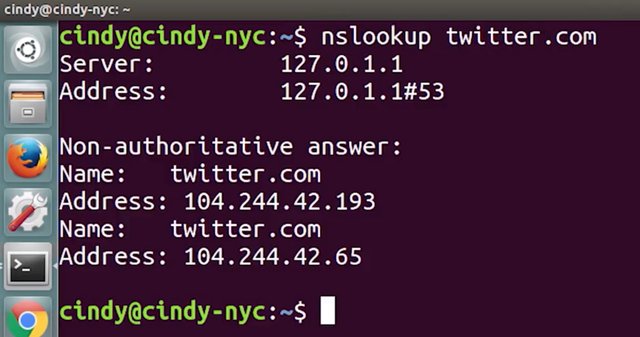 cindy@cindy-nyc: ~
cindy@cindy-nyc:~$ nslookup twitter.com
Server:         127.0.1.1
Address:        127.0.1.1#53
Non-authoritative answer:
Name:   twitter.com
Address: 104.244.42.193
Name:   twitter.com
Address: 104.244.42.65
cindy@cindy-nyc:~$